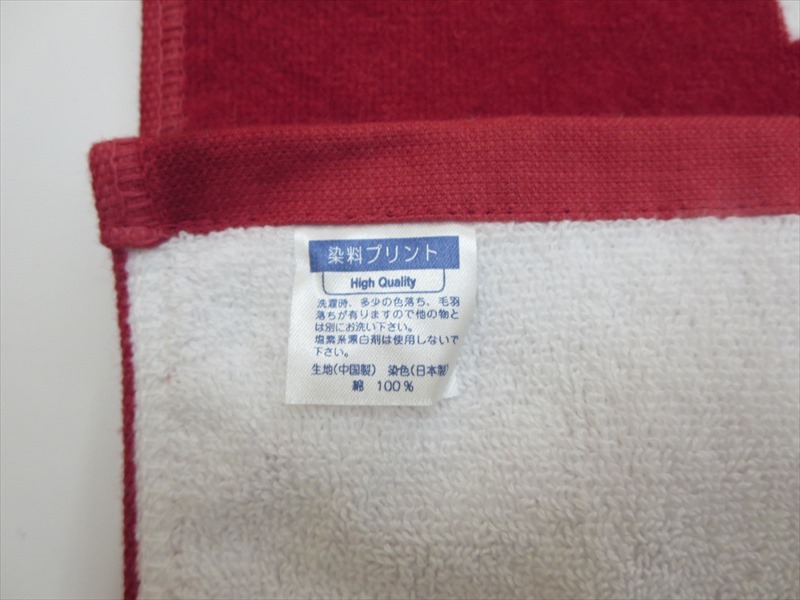 染料プリント
High Quality
洗濯時、多少の色落ち、毛羽
落ちが有りますので他の物と
は別にお洗い下さい。
塩素系漂白剤は使用しないで
下さい。
生地(中国製) 染色(日本製)
綿 100%